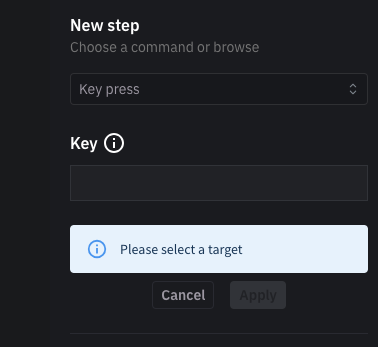 New step
Choose a command or browse
Key press
Key
Please select a target
Cancel
Apply